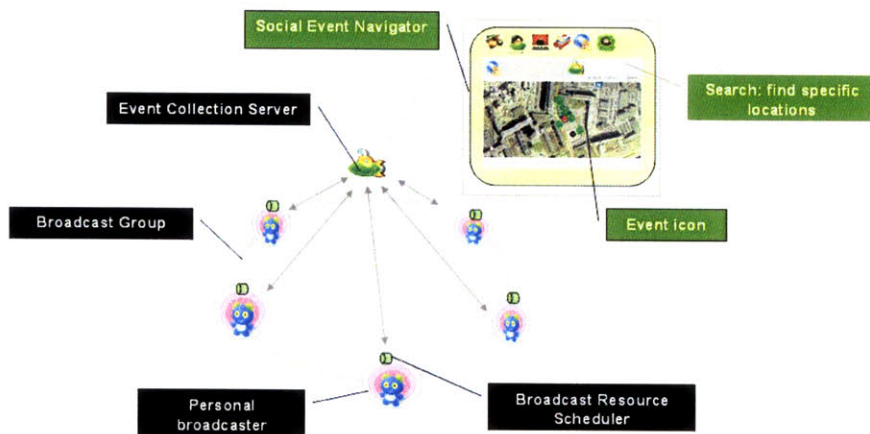 Social Event Navigator
Event Collection Server
Search: find specific
locations
Broadcast Group
Event icon
Personal
broadcaster
Broadcast Resource
Scheduler